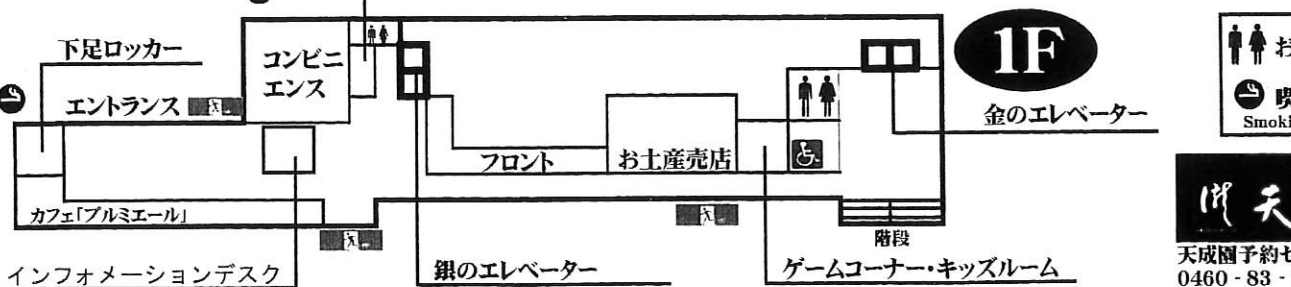 下足ロッカー
エントランス
コンビニ
エンス
カフェ「プルミエール」
インフォメーションデスク
フロント
お土産売店
銀のエレベーター
ゲームコーナー・キッズルーム
階段
1F
金のエレベーター
お
喫
Smoki
天
天成園予約セ
0460 - 83 -